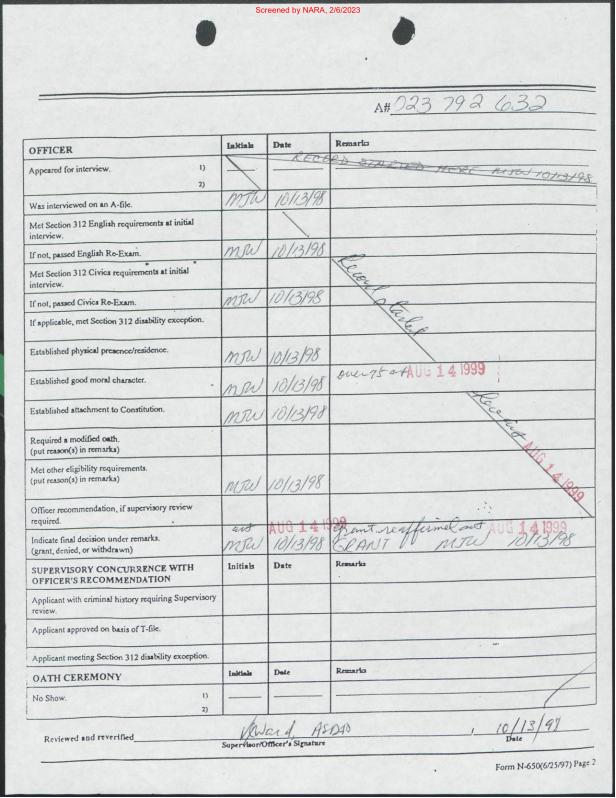 Screened by NARA, 2/6/2023
A# 023 792 632
OFFICER Initials Date Remarks
Appeared for interview. 1) RECORD STARTED HERE MJW 10/13/98
2)
Was interviewed on an A-file. MJW 10/13/98
Met Section 312 English requirements at initial
interview.
If not, passed English Re-Exam. MJW 10/13/98
Met Section 312 Civics requirements at initial
interview.
Record started
If not, passed Civics Re-Exam. MJW 10/13/98
If applicable, met Section 312 disability exception.
Established physical presence/residence. MJW 10/13/98
Established good moral character. MJW 10/13/98 over 75 AUG 14 1999
Established attachment to Constitution. MJW 10/13/98
AUG 14 1999
Required a modified oath.
(put reason(s) in remarks)
Met other eligibility requirements.
(put reason(s) in remarks) MJW 10/13/98
Officer recommendation, if supervisory review
required.
AUG 14 1999 Grant reaffirmed AUG 14 1999
Indicate final decision under remarks.
(grant, denied, or withdrawn) MJW 10/13/98 GRANT MJW 10/13/98
SUPERVISORY CONCURRENCE WITH Initials Date Remarks
OFFICER'S RECOMMENDATION
Applicant with criminal history requiring Supervisory
review.
Applicant approved on basis of T-file.
Applicant meeting Section 312 disability exception.
OATH CEREMONY Initials Date Remarks
No Show. 1)
2)
Reviewed and reverified Ward, ASDAO 10/13/97
Supervisor/Officer's Signature Date
Form N-650(6/25/97) Page 2